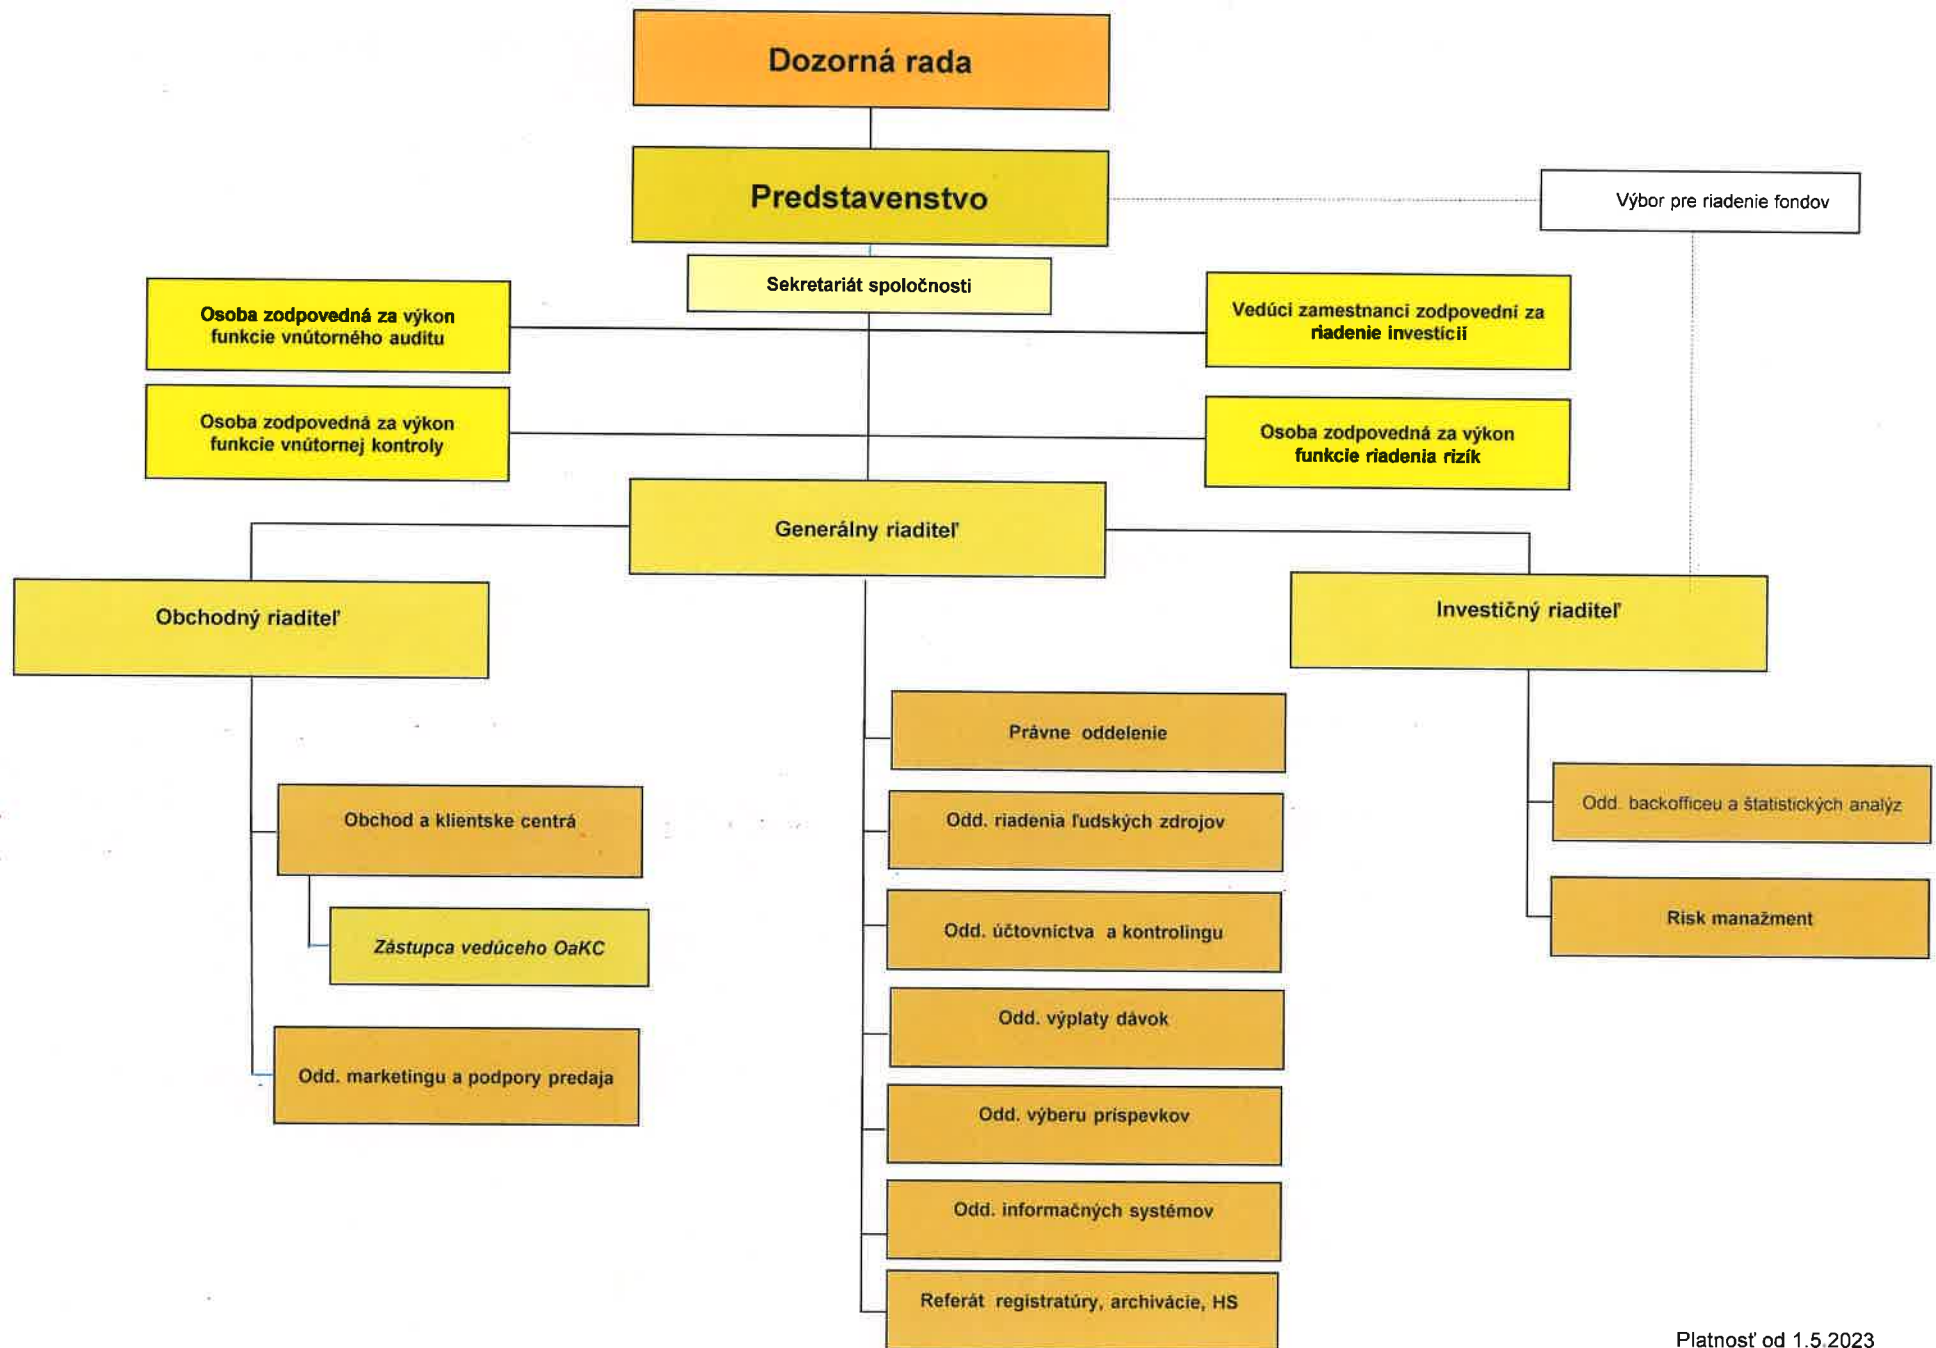 Dozorná rada
Predstavenstvo
Výbor pre riadenie fondov
Sekretariát spoločnosti
Osoba zodpovedná za výkon
funkcie vnútorného auditu
Vedúci zamestnanci zodpovední za
riadenie investícií
Osoba zodpovedná za výkon
funkcie vnútornej kontroly
Osoba zodpovedná za výkon
funkcie riadenia rizík
Generálny riaditeľ
Obchodný riaditeľ
Investičný riaditeľ
Obchod a klientske centrá
Zástupca vedúceho OaKC
Odd. marketingu a podpory predaja
Právne oddelenie
Odd. riadenia ľudských zdrojov
Odd. účtovníctva a kontrolingu
Odd. výplaty dávok
Odd. výberu príspevkov
Odd. informačných systémov
Referát registratúry, archivácie, HS
Odd. backofficeu a štatistických analýz
Risk manažment
Platnosť od 1.5.2023